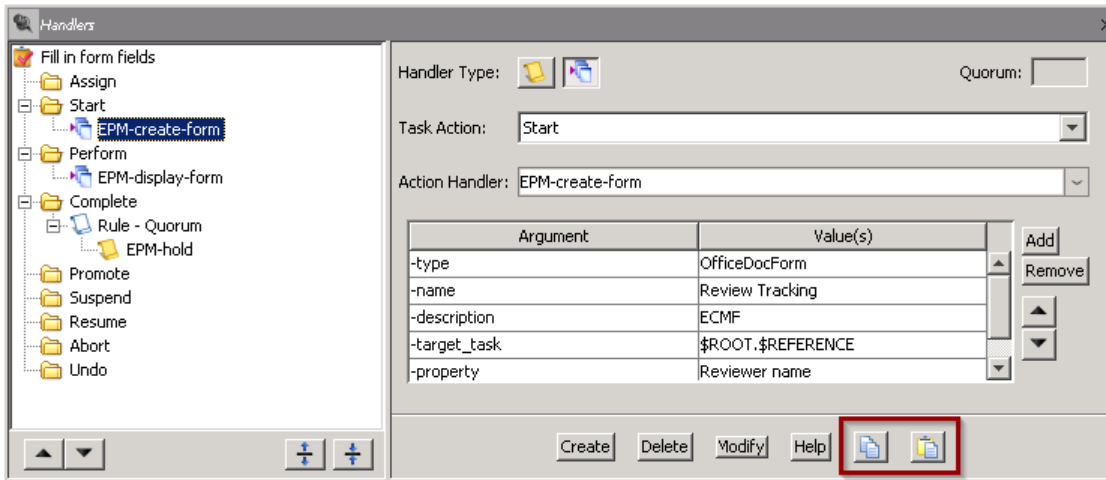 Handlers
Fill in form fields
Assign
Start
EPM-create-form
Perform
EPM-display-form
Complete
Rule - Quorum
EPM-hold
Promote
Suspend
Resume
Abort
Undo
Handler Type:
Quorum:
Task Action:
Start
Action Handler:
EPM-create-form
Argument Value(s)
-type OfficeDocForm
-name Review Tracking
-description ECMF
-target_task $ROOT.$REFERENCE
-property Reviewer name
Add
Remove
Create Delete Modify Help